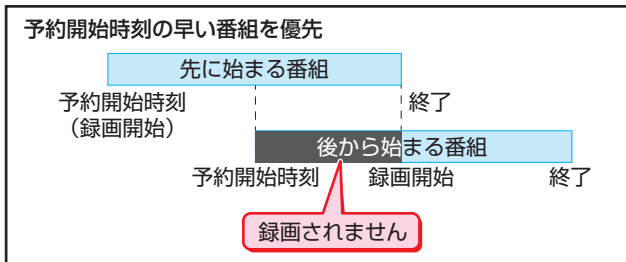 予約開始時刻の早い番組を優先
先に始まる番組
予約開始時刻
(録画開始)
終了
後から始まる番組
予約開始時刻
録画開始
終了
録画されません